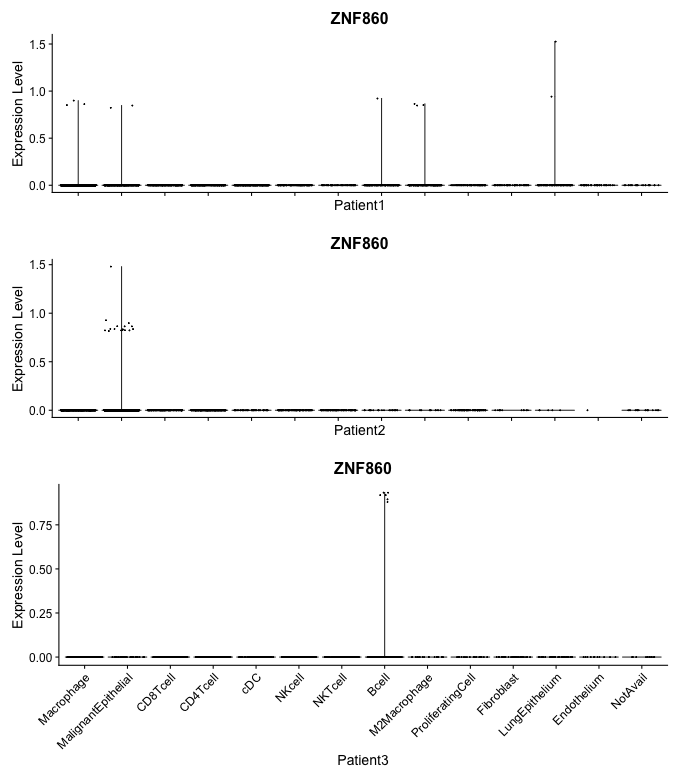 ZNF860
Expression Level
1.5
1.0
0.5
0.0
Patient1
ZNF860
Expression Level
1.5
1.0
0.5
0.0
Patient2
ZNF860
Expression Level
0.75
0.50
0.25
0.00
Macrophage
MalignantEpithelial
CD8Tcell
CD4Tcell
cDC
NKcell
NKTcell
Bcell
M2Macrophage
ProliferatingCell
Fibroblast
LungEpithelium
Endothelium
NotAvail
Patient3